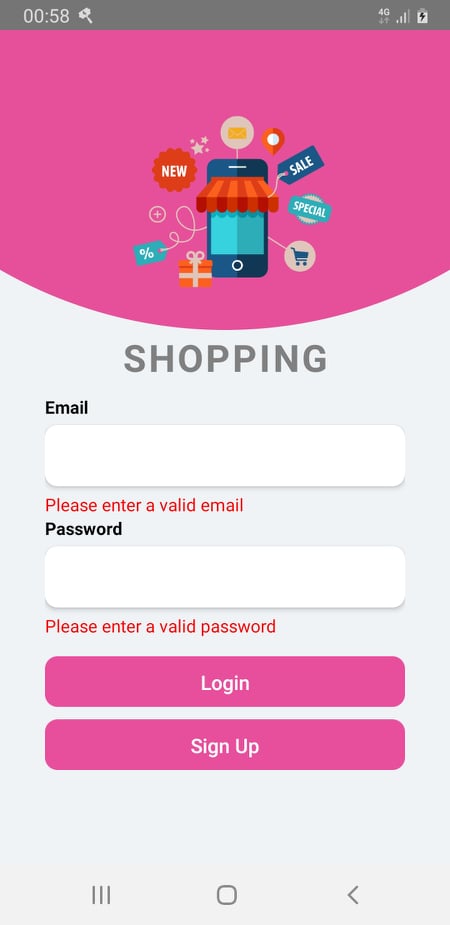 00:58
4G
NEW
SALE
SPECIAL
%
SHOPPING
Email
Please enter a valid email
Password
Please enter a valid password
Login
Sign Up